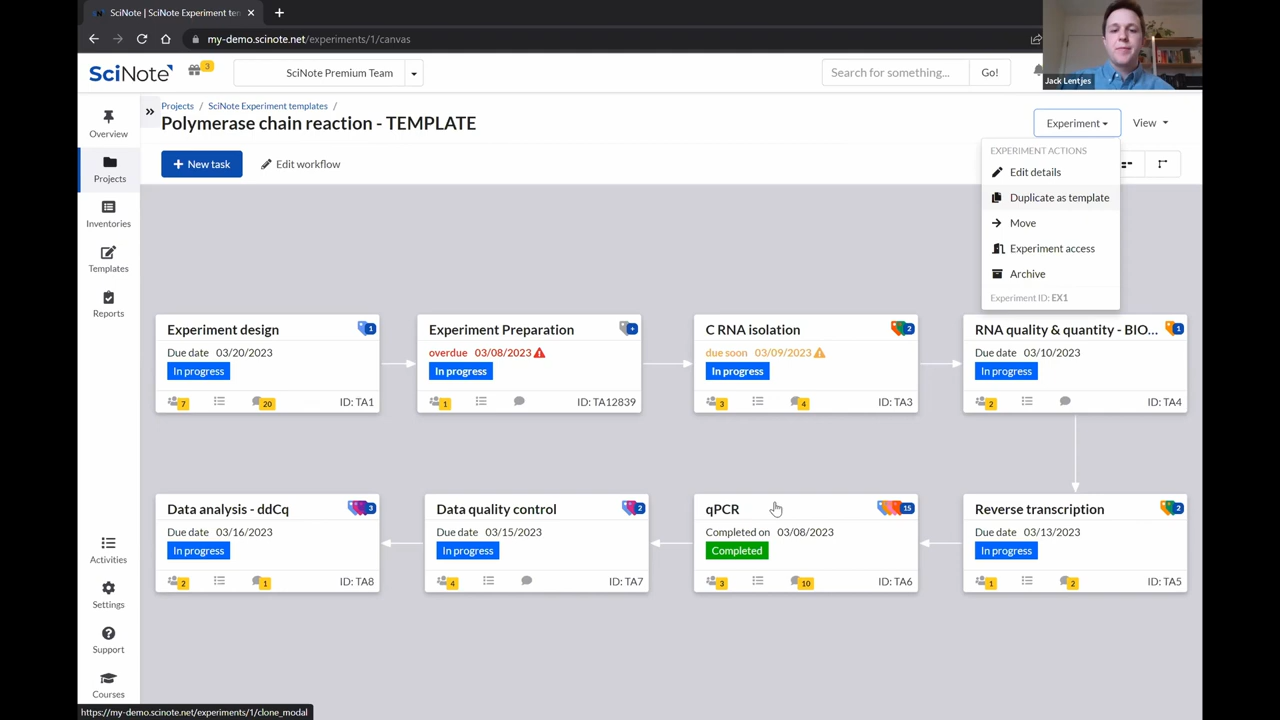 SciNote | SciNote Experiment ten
my-demo.scinote.net/experiments/1/canvas
Jack Lentjes
SciNote
3
SciNote Premium Team
Search for something...
Go!
Overview
Projects
Inventories
Templates
Reports
Activities
Settings
Support
Courses
Projects / SciNote Experiment templates /
Polymerase chain reaction - TEMPLATE
Experiment
View
+ New task
Edit workflow
EXPERIMENT ACTIONS
Edit details
Duplicate as template
Move
Experiment access
Archive
Experiment ID: EX1
Experiment design
1
Due date 03/20/2023
In progress
7
20
ID: TA1
Experiment Preparation
+
overdue 03/08/2023
In progress
1
ID: TA12839
C RNA isolation
2
due soon 03/09/2023
In progress
3
4
ID: TA3
RNA quality & quantity - BIO...
1
Due date 03/10/2023
In progress
2
ID: TA4
Data analysis - ddCq
3
Due date 03/16/2023
In progress
2
1
ID: TA8
Data quality control
2
Due date 03/15/2023
In progress
4
ID: TA7
qPCR
15
Completed on 03/08/2023
Completed
3
10
ID: TA6
Reverse transcription
2
Due date 03/13/2023
In progress
1
2
ID: TA5
https://my-demo.scinote.net/experiments/1/clone_modal